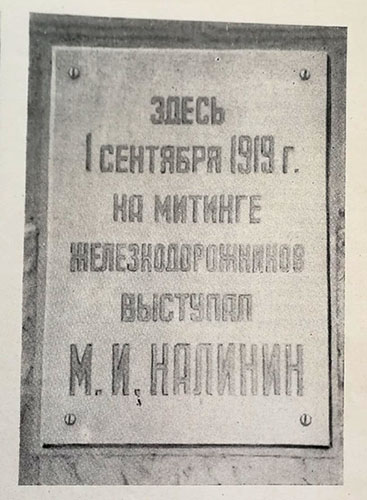 ЗДЕСЬ
1 СЕНТЯБРЯ 1919 Г.
НА МИТИНГЕ
ЖЕЛЕЗНОДОРОЖНИКОВ
ВЫСТУПАЛ
М. И. КАЛИНИН